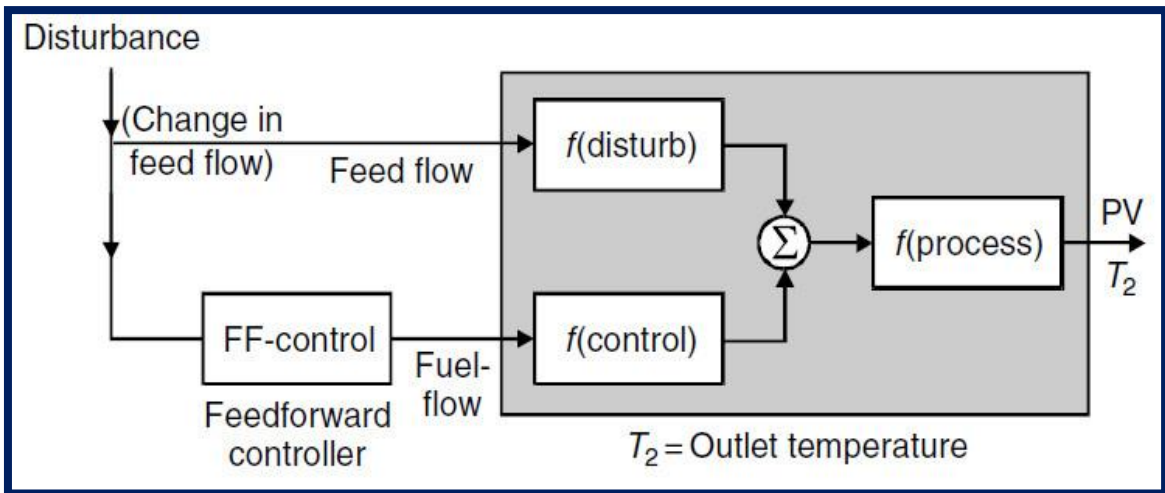 Disturbance
(Change in
feed flow)
Feed flow
f(disturb)
Σ
f(process)
PV
T₂
FF-control
Fuel-
flow
f(control)
Feedforward
controller
T₂ = Outlet temperature